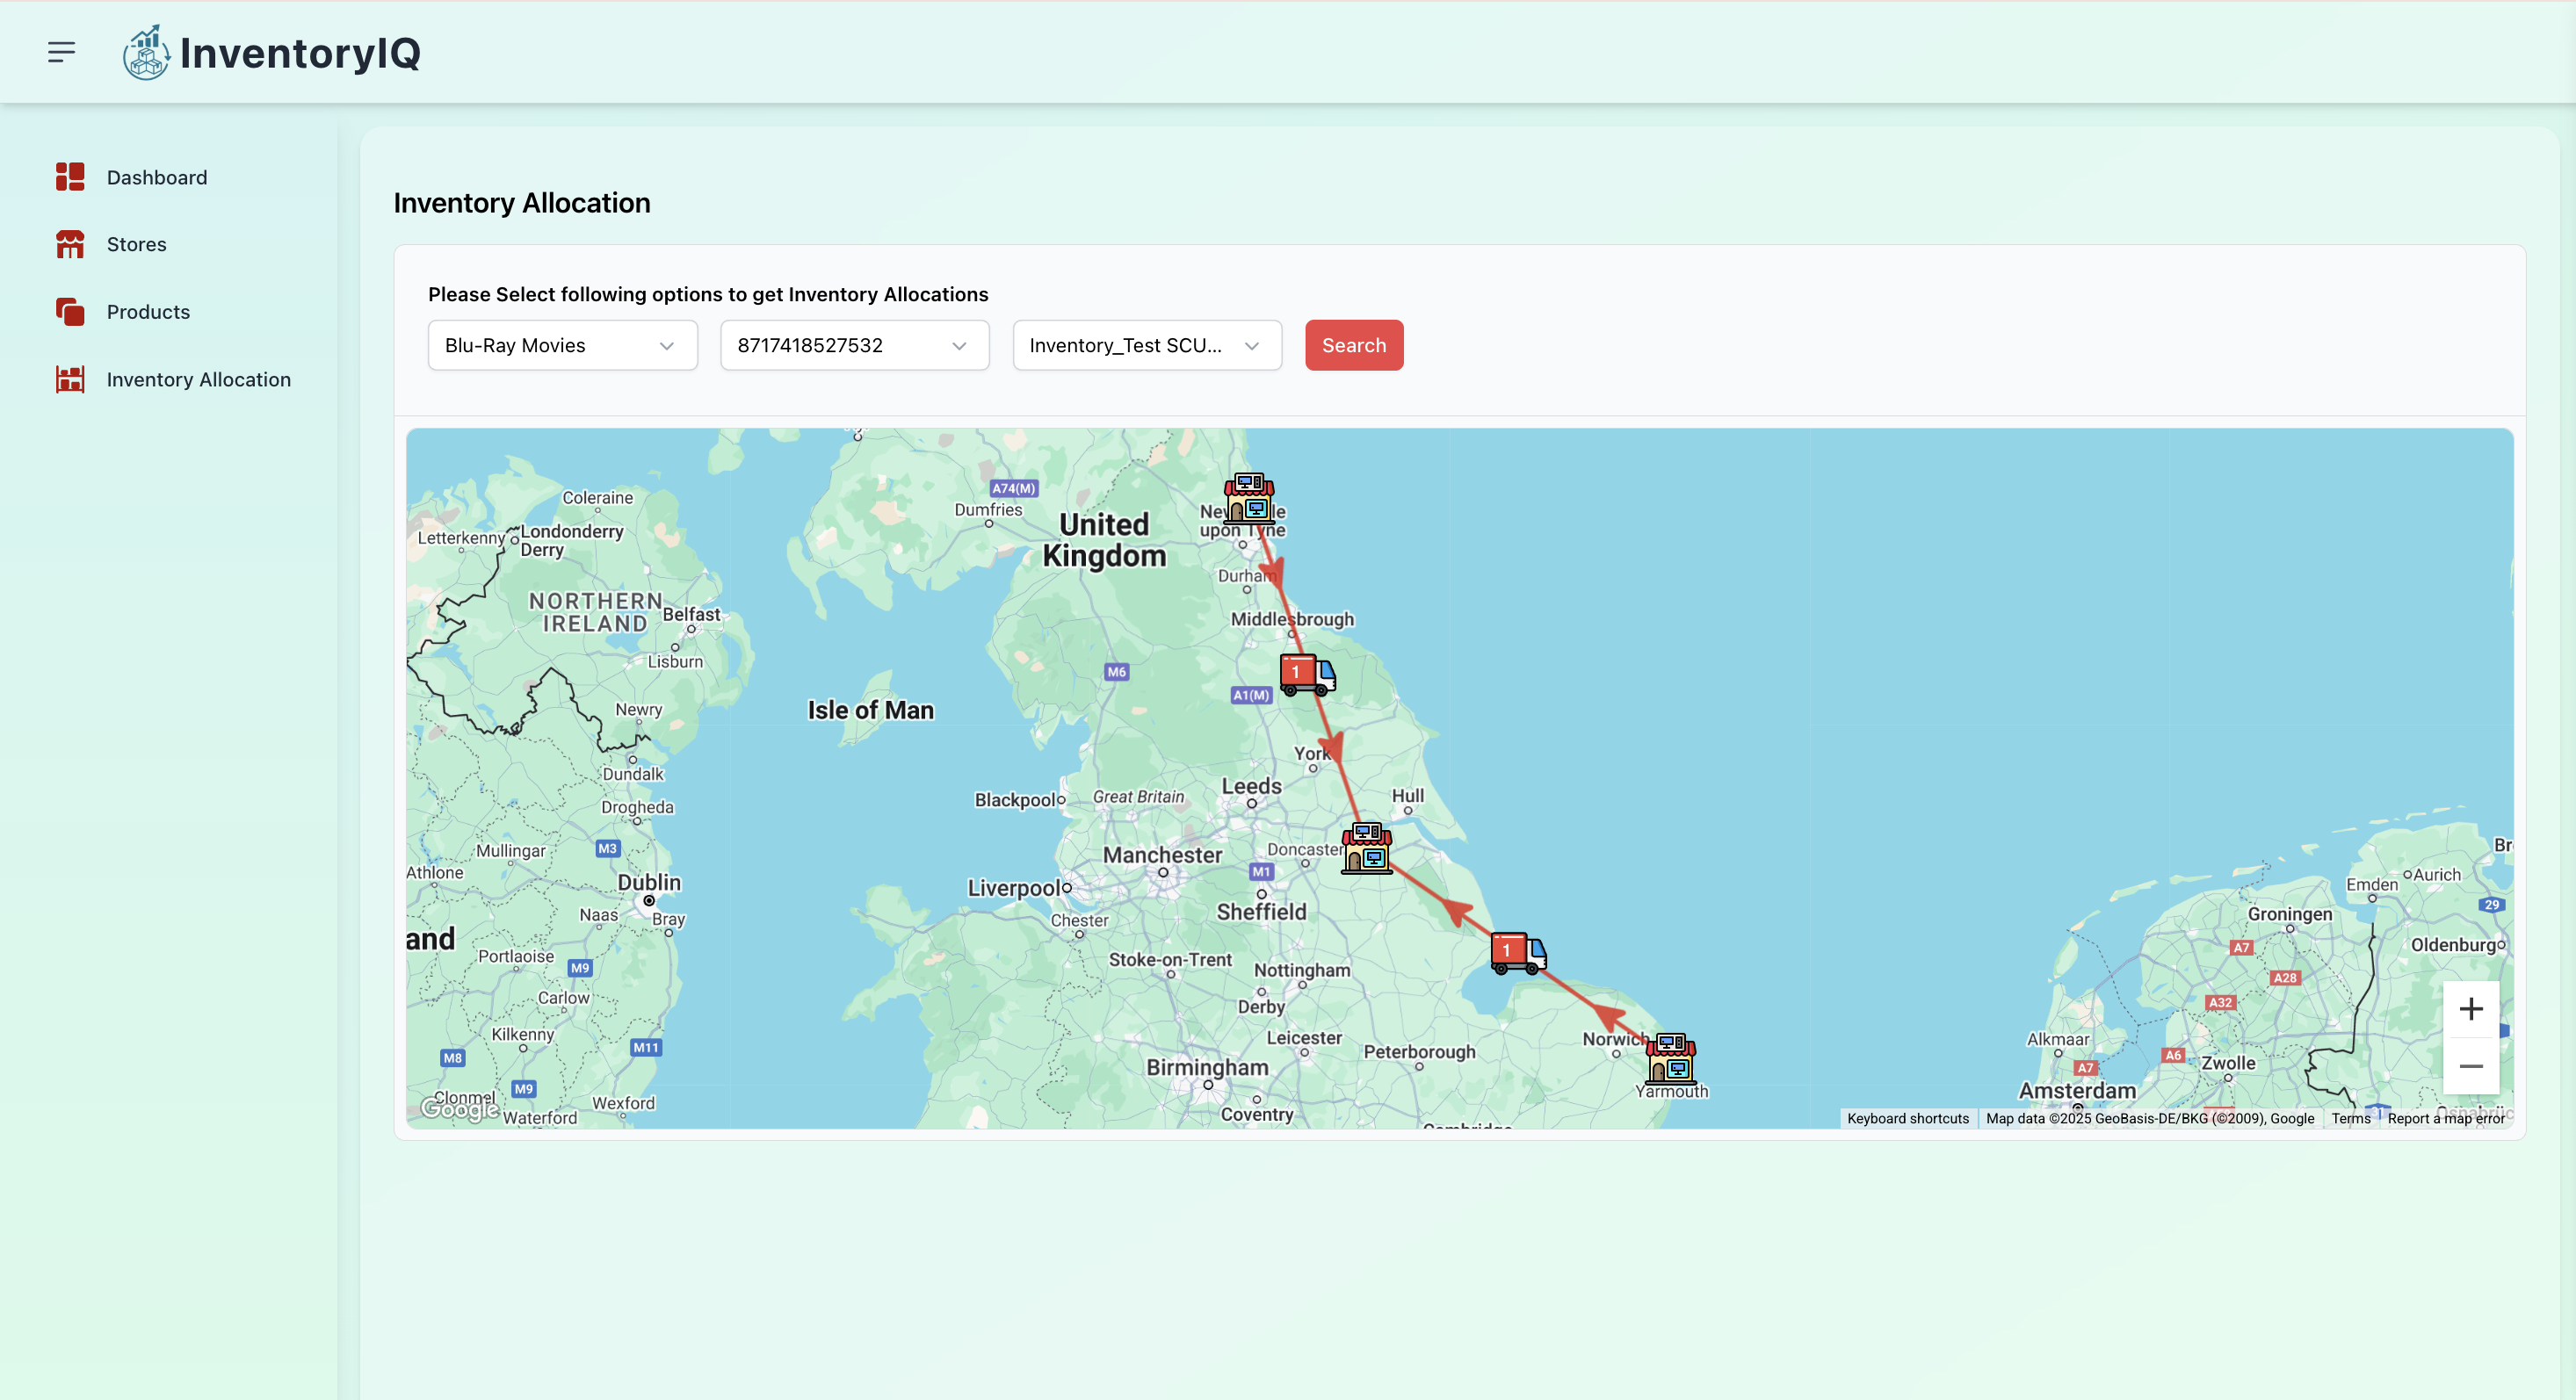 InventoryIQ
Dashboard
Stores
Products
Inventory Allocation
Inventory Allocation
Please Select following options to get Inventory Allocations
Blu-Ray Movies
8717418527532
Inventory_Test SCU...
Search
Coleraine
Londonderry
Derry
Letterkenny
NORTHERN
IRELAND
Belfast
Lisburn
Newry
Dundalk
Drogheda
Mullingar
M3
Athlone
Dublin
Naas
Bray
and
Portlaoise
M9
Carlow
Kilkenny
M8
M11
M9
Clonmel
Google
Waterford
Wexford
Isle of Man
A74(M)
Dumfries
United
Kingdom
upon Tyne
Durham
Middlesbrough
M6
1
A1(M)
York
Leeds
Hull
Blackpool
Great Britain
Manchester
Doncaster
M1
Liverpool
Chester
Sheffield
1
Stoke-on-Trent
Nottingham
Derby
Leicester
Peterborough
Norwich
Birmingham
Yarmouth
Coventry
Cambridge
Br
Emden
Aurich
29
Groningen
A7
Oldenburg
A28
A32
Alkmaar
A6
A7
Zwolle
Amsterdam
31
Osnabrüc
Keyboard shortcuts
Map data ©2025 GeoBasis-DE/BKG (©2009), Google
Terms
Report a map error